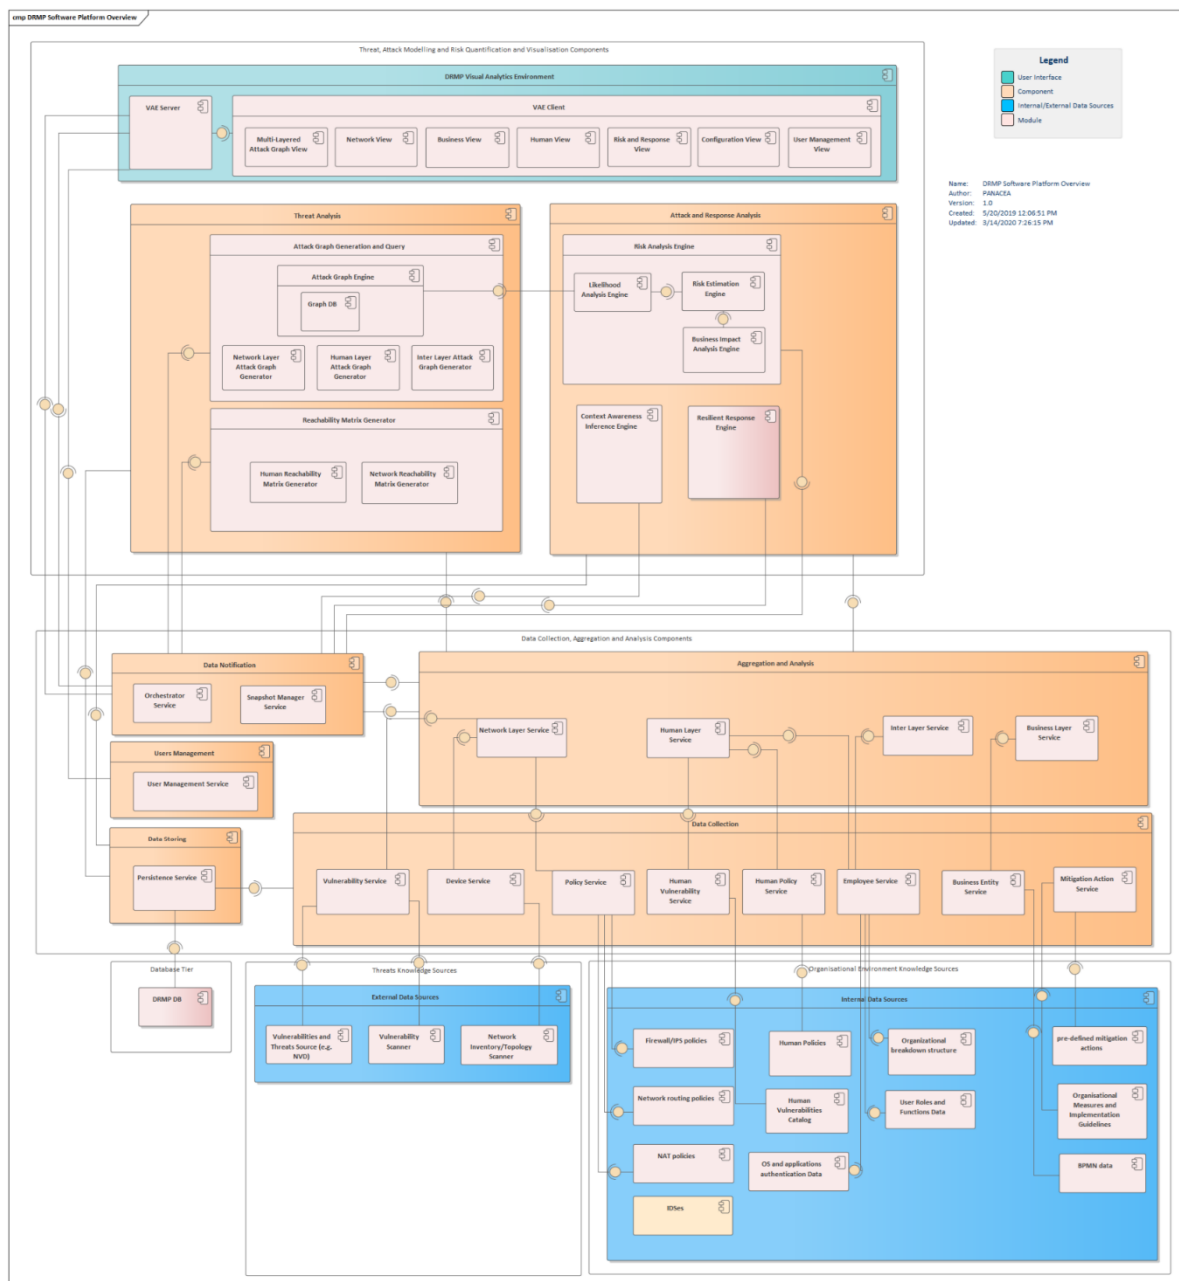 cmp DRMP Software Platform Overview
Threat, Attack Modelling and Risk Quantification and Visualisation Components
DRMP Visual Analytics Environment
VAE Server
VAE Client
Multi-Layered
Attack Graph View
Network View
Business View
Human View
Risk and Response
View
Configuration View
User Management
View
Legend
User Interface
Component
Internal/External Data Sources
Module
Name: DRMP Software Platform Overview
Author: PANACEA
Version: 1.0
Created: 5/20/2019 12:06:51 PM
Updated: 3/14/2020 7:26:15 PM
Threat Analysis
Attack Graph Generation and Query
Attack Graph Engine
Graph DB
Network Layer
Attack Graph
Generator
Human Layer
Attack Graph
Generator
Inter Layer Attack
Graph Generator
Reachability Matrix Generator
Human Reachability
Matrix Generator
Network Reachability
Matrix Generator
Attack and Response Analysis
Risk Analysis Engine
Likelihood
Analysis Engine
Risk Estimation
Engine
Business Impact
Analysis Engine
Context Awareness
Inference Engine
Resilient Response
Engine
Data Collection, Aggregation and Analysis Components
Data Notification
Orchestrator
Service
Snapshot Manager
Service
Users Management
User Management Service
Data Storing
Persistence Service
Aggregation and Analysis
Network Layer Service
Human Layer
Service
Inter Layer Service
Business Layer
Service
Data Collection
Vulnerability Service
Device Service
Policy Service
Human
Vulnerability
Service
Human Policy
Service
Employee Service
Business Entity
Service
Mitigation Action
Service
Database Tier
DRMP DB
Threats Knowledge Sources
External Data Sources
Vulnerabilities and
Threats Source (e.g.
NVD)
Vulnerability
Scanner
Network
Inventory/Topology
Scanner
Organisational Environment Knowledge Sources
Internal Data Sources
Firewall/IPS policies
Human Policies
Organizational
breakdown structure
pre-defined mitigation
actions
Network routing policies
Human
Vulnerabilities
Catalog
User Roles and
Functions Data
Organisational
Measures and
Implementation
Guidelines
NAT policies
OS and applications
authentication Data
BPMN data
IDSes